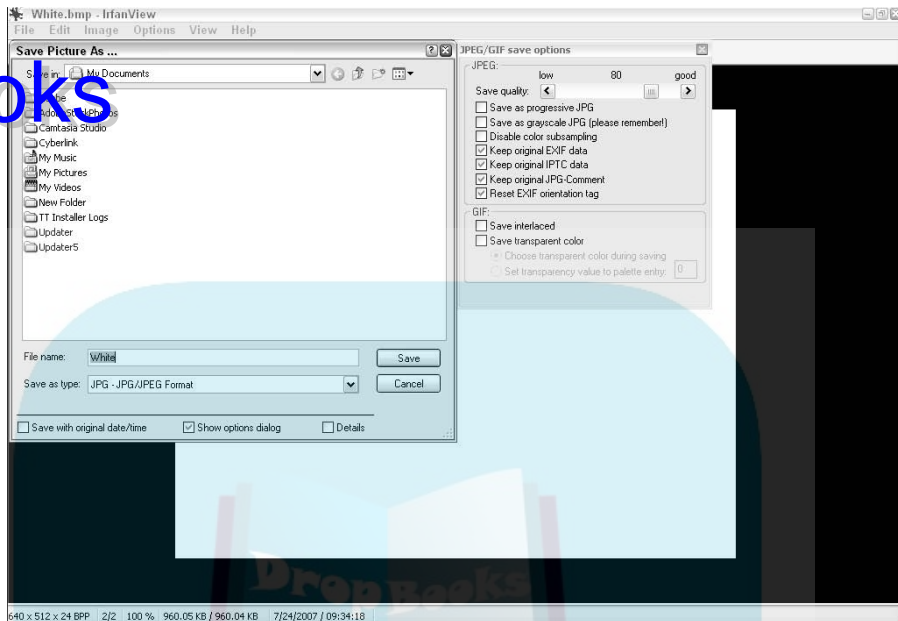 White.bmp - IrfanView
File Edit Image Options View Help
Save Picture As ...
Save in: My Documents
ooks
Camtasia Studio
Cyberlink
My Music
My Pictures
My Videos
New Folder
TT Installer Logs
Updater
Updater5
File name: White
Save
Save as type: JPG - JPG/JPEG Format
Cancel
Save with original date/time Show options dialog Details
JPEG/GIF save options
JPEG:
low 80 good
Save quality:
Save as progressive JPG
Save as grayscale JPG (please remember!)
Disable color subsampling
Keep original EXIF data
Keep original IPTC data
Keep original JPG-Comment
Reset EXIF orientation tag
GIF:
Save interlaced
Save transparent color
Choose transparent color during saving
Set transparency value to palette entry: 0
DropBooks
640 x 512 x 24 BPP 2/2 100 % 960.05 KB / 960.04 KB 7/24/2007 / 09:34:18